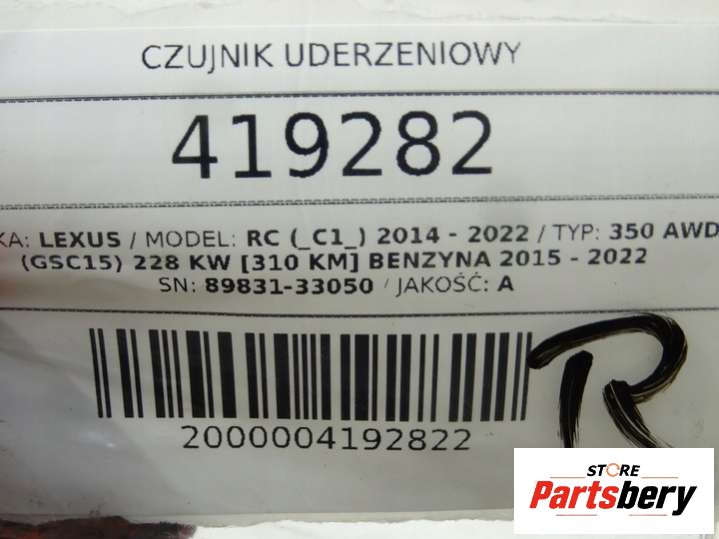 CZUJNIK UDERZENIOWY
419282
KA: LEXUS / MODEL: RC (_C1_) 2014 - 2022 / TYP: 350 AWD
(GSC15) 228 KW [310 KM] BENZYNA 2015 - 2022
SN: 89831-33050 / JAKOŚĆ: A
2000004192822
R
STORE
Partsbery